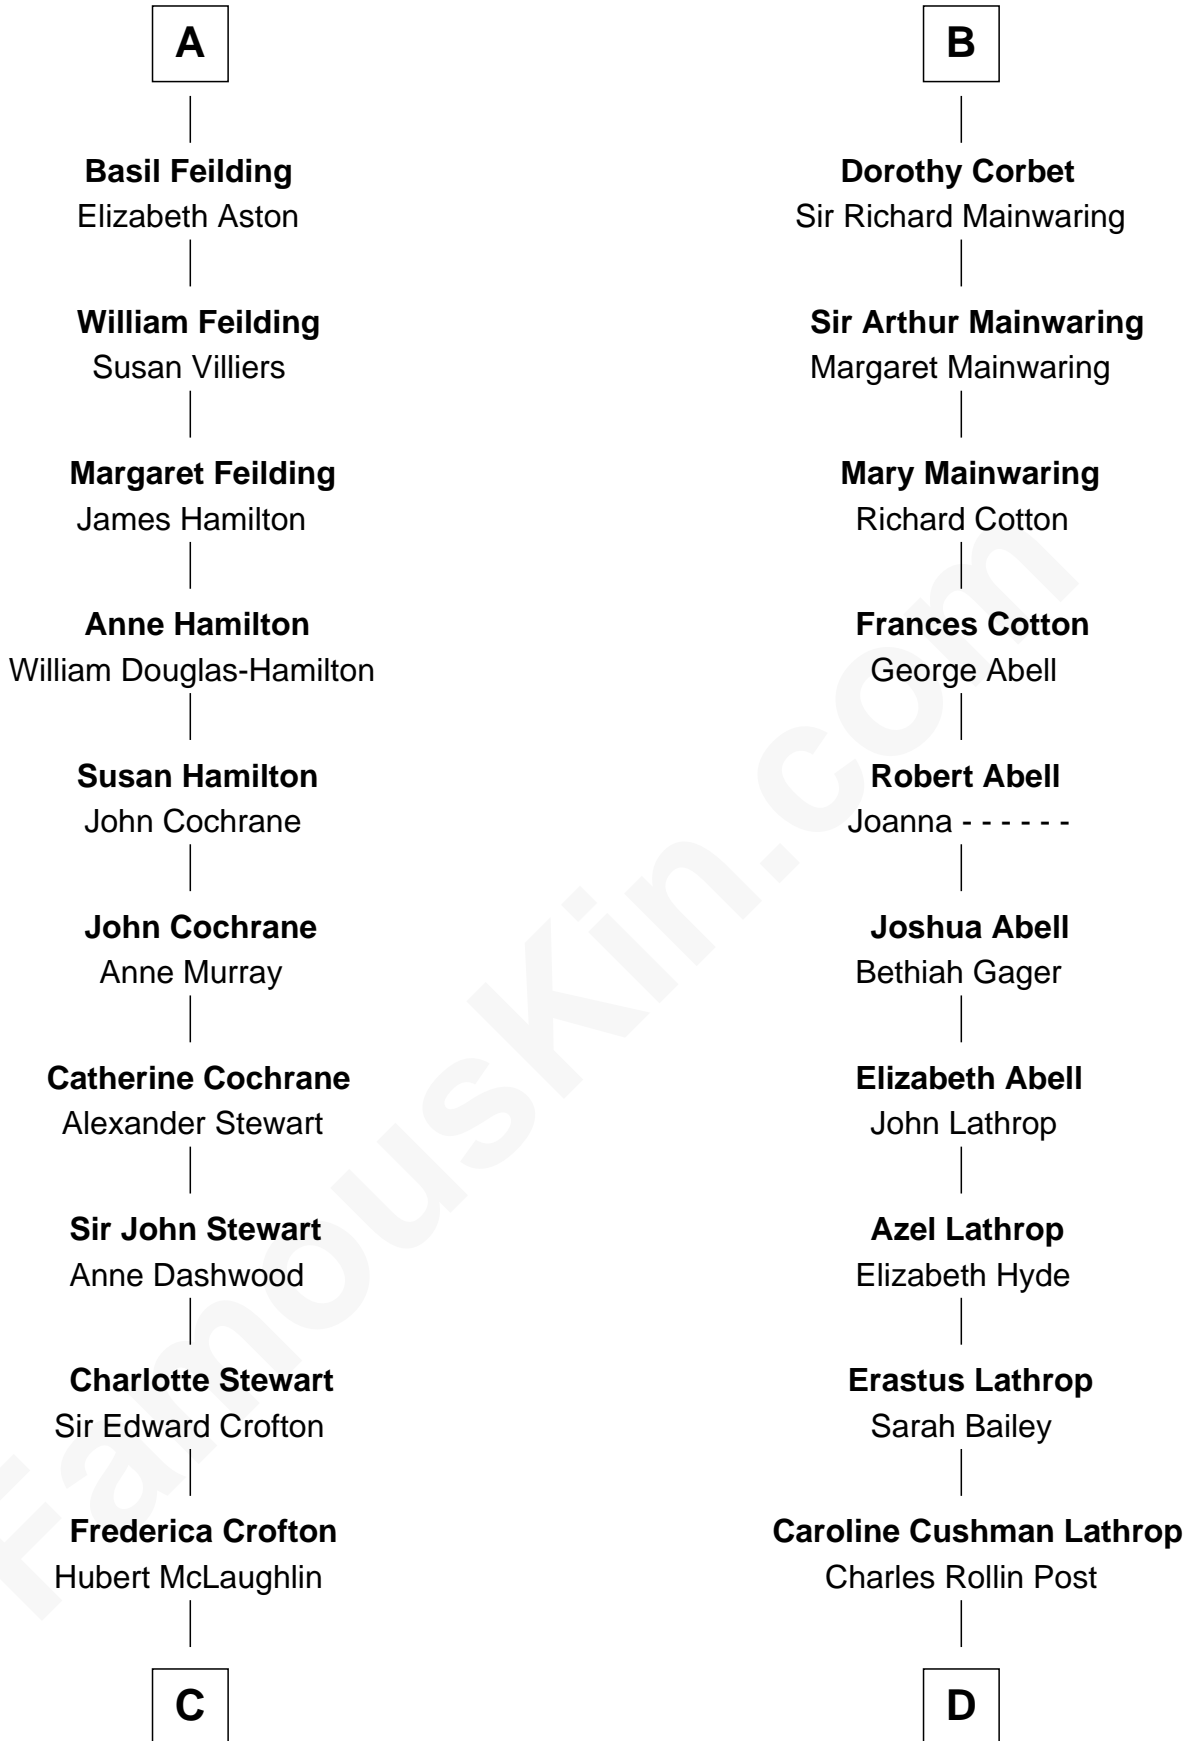 A
Basil Feilding
Elizabeth Aston
William Feilding
Susan Villiers
Margaret Feilding
James Hamilton
Anne Hamilton
William Douglas-Hamilton
Susan Hamilton
John Cochrane
John Cochrane
Anne Murray
Catherine Cochrane
Alexander Stewart
Sir John Stewart
Anne Dashwood
Charlotte Stewart
Sir Edward Crofton
Frederica Crofton
Hubert McLaughlin
C
B
Dorothy Corbet
Sir Richard Mainwaring
Sir Arthur Mainwaring
Margaret Mainwaring
Mary Mainwaring
Richard Cotton
Frances Cotton
George Abell
Robert Abell
Joanna - - - - - -
Joshua Abell
Bethiah Gager
Elizabeth Abell
John Lathrop
Azel Lathrop
Elizabeth Hyde
Erastus Lathrop
Sarah Bailey
Caroline Cushman Lathrop
Charles Rollin Post
D
FamousKin.com